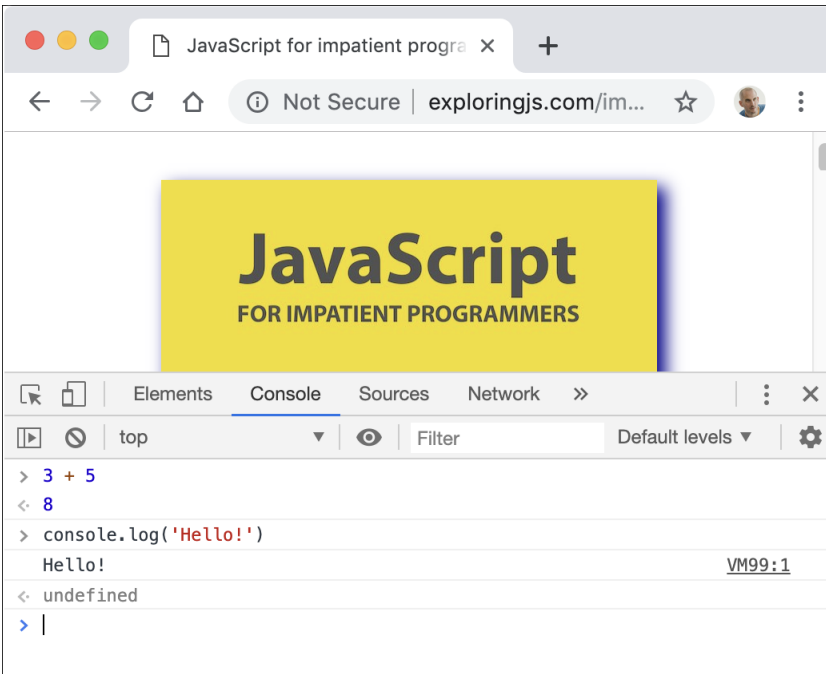 JavaScript for impatient progra
Not Secure | exploringjs.com/im...
JavaScript
FOR IMPATIENT PROGRAMMERS
Elements Console Sources Network »
top Filter Default levels
> 3 + 5
8
> console.log('Hello!')
Hello! VM99:1
undefined
>